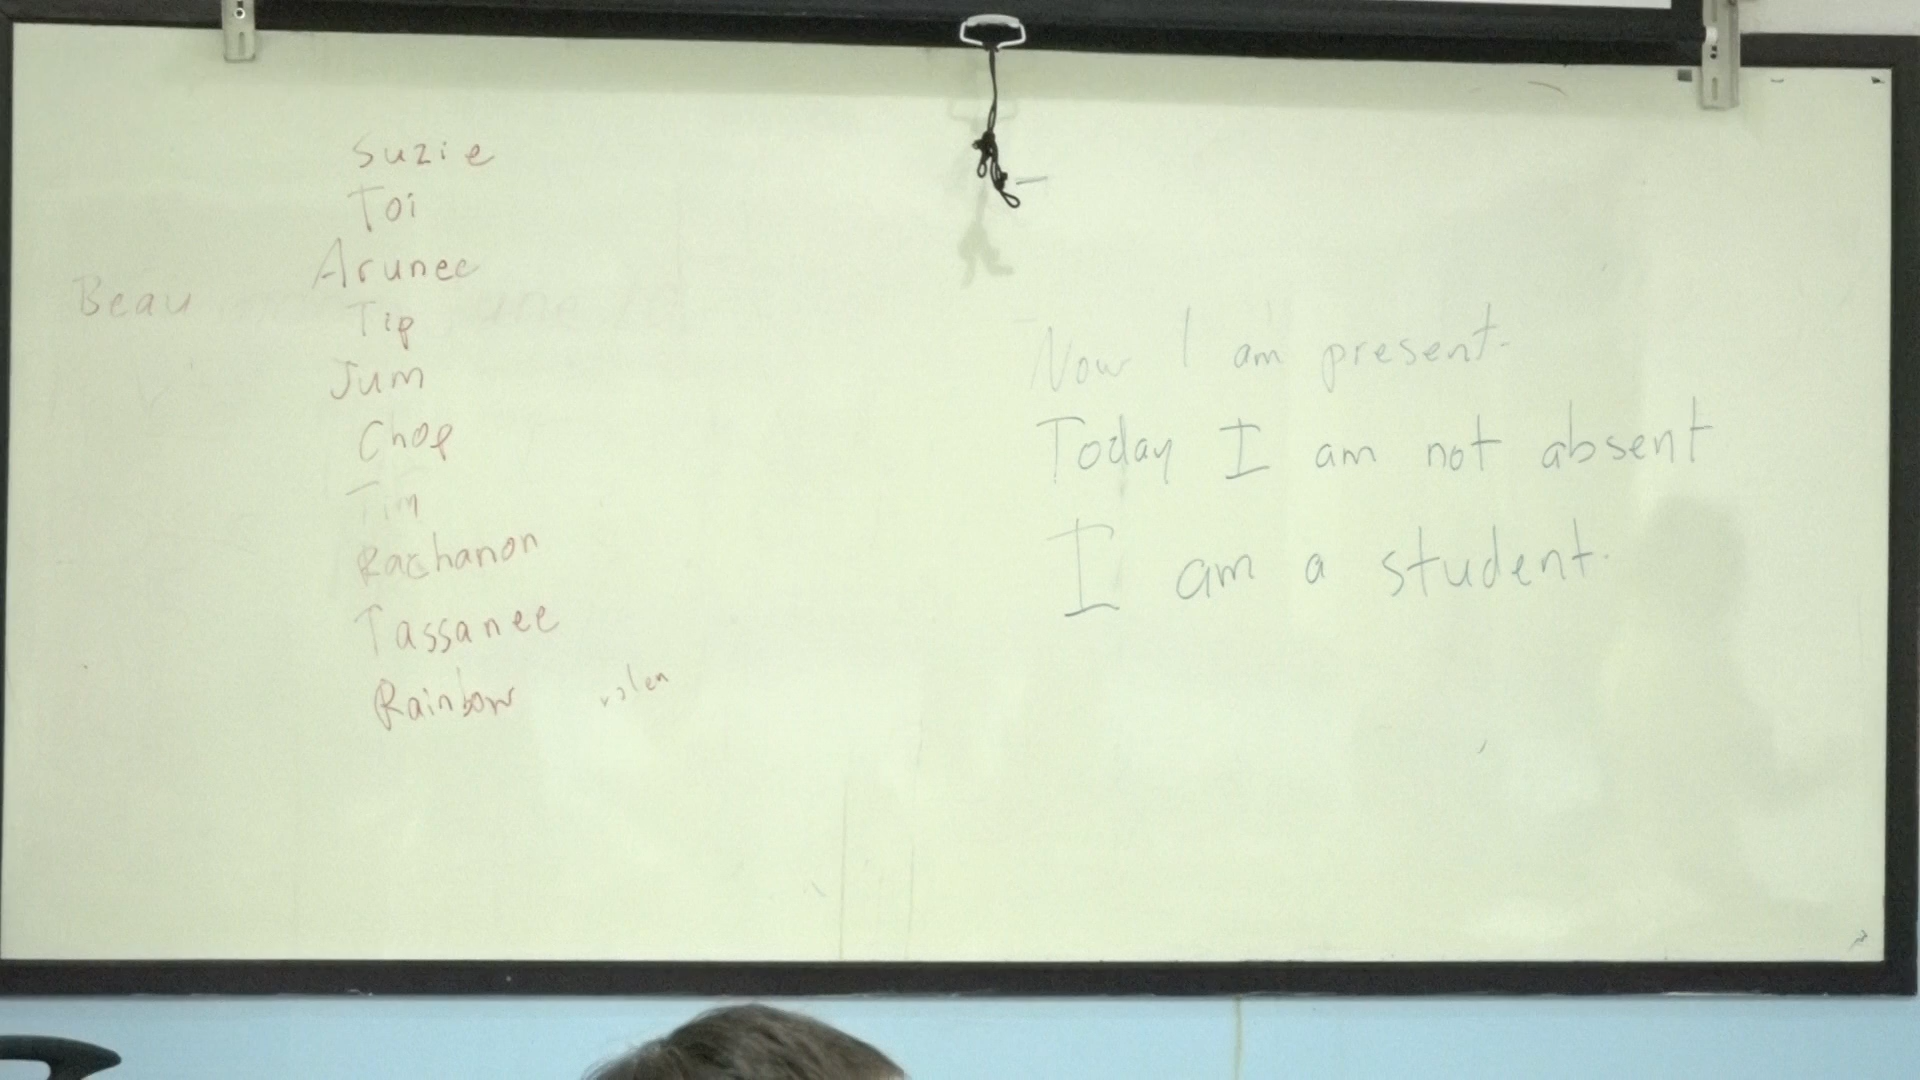 Suzie
Toi
Arunee
Beau
Tip
Jum
Chop
Tim
Rachanon
Tassanee
Rainbow
Now I am present.
Today I am not absent
I am a student.